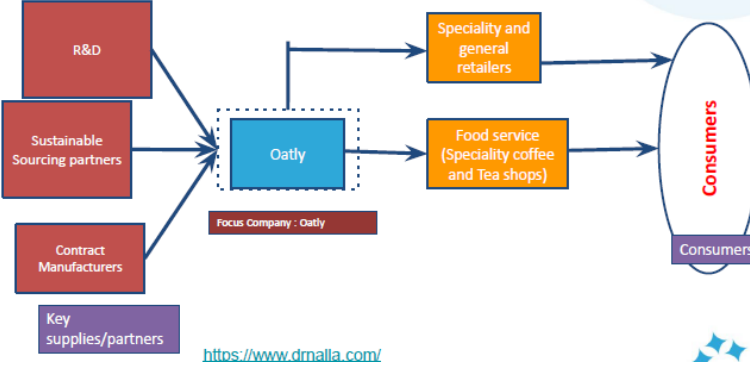 R&D
Sustainable
Sourcing partners
Contract
Manufacturers
Key
supplies/partners
Oatly
Focus Company : Oatly
Speciality and
general
retailers
Food service
(Speciality coffee
and Tea shops)
Consumers
Consumers
https://www.drnalla.com/